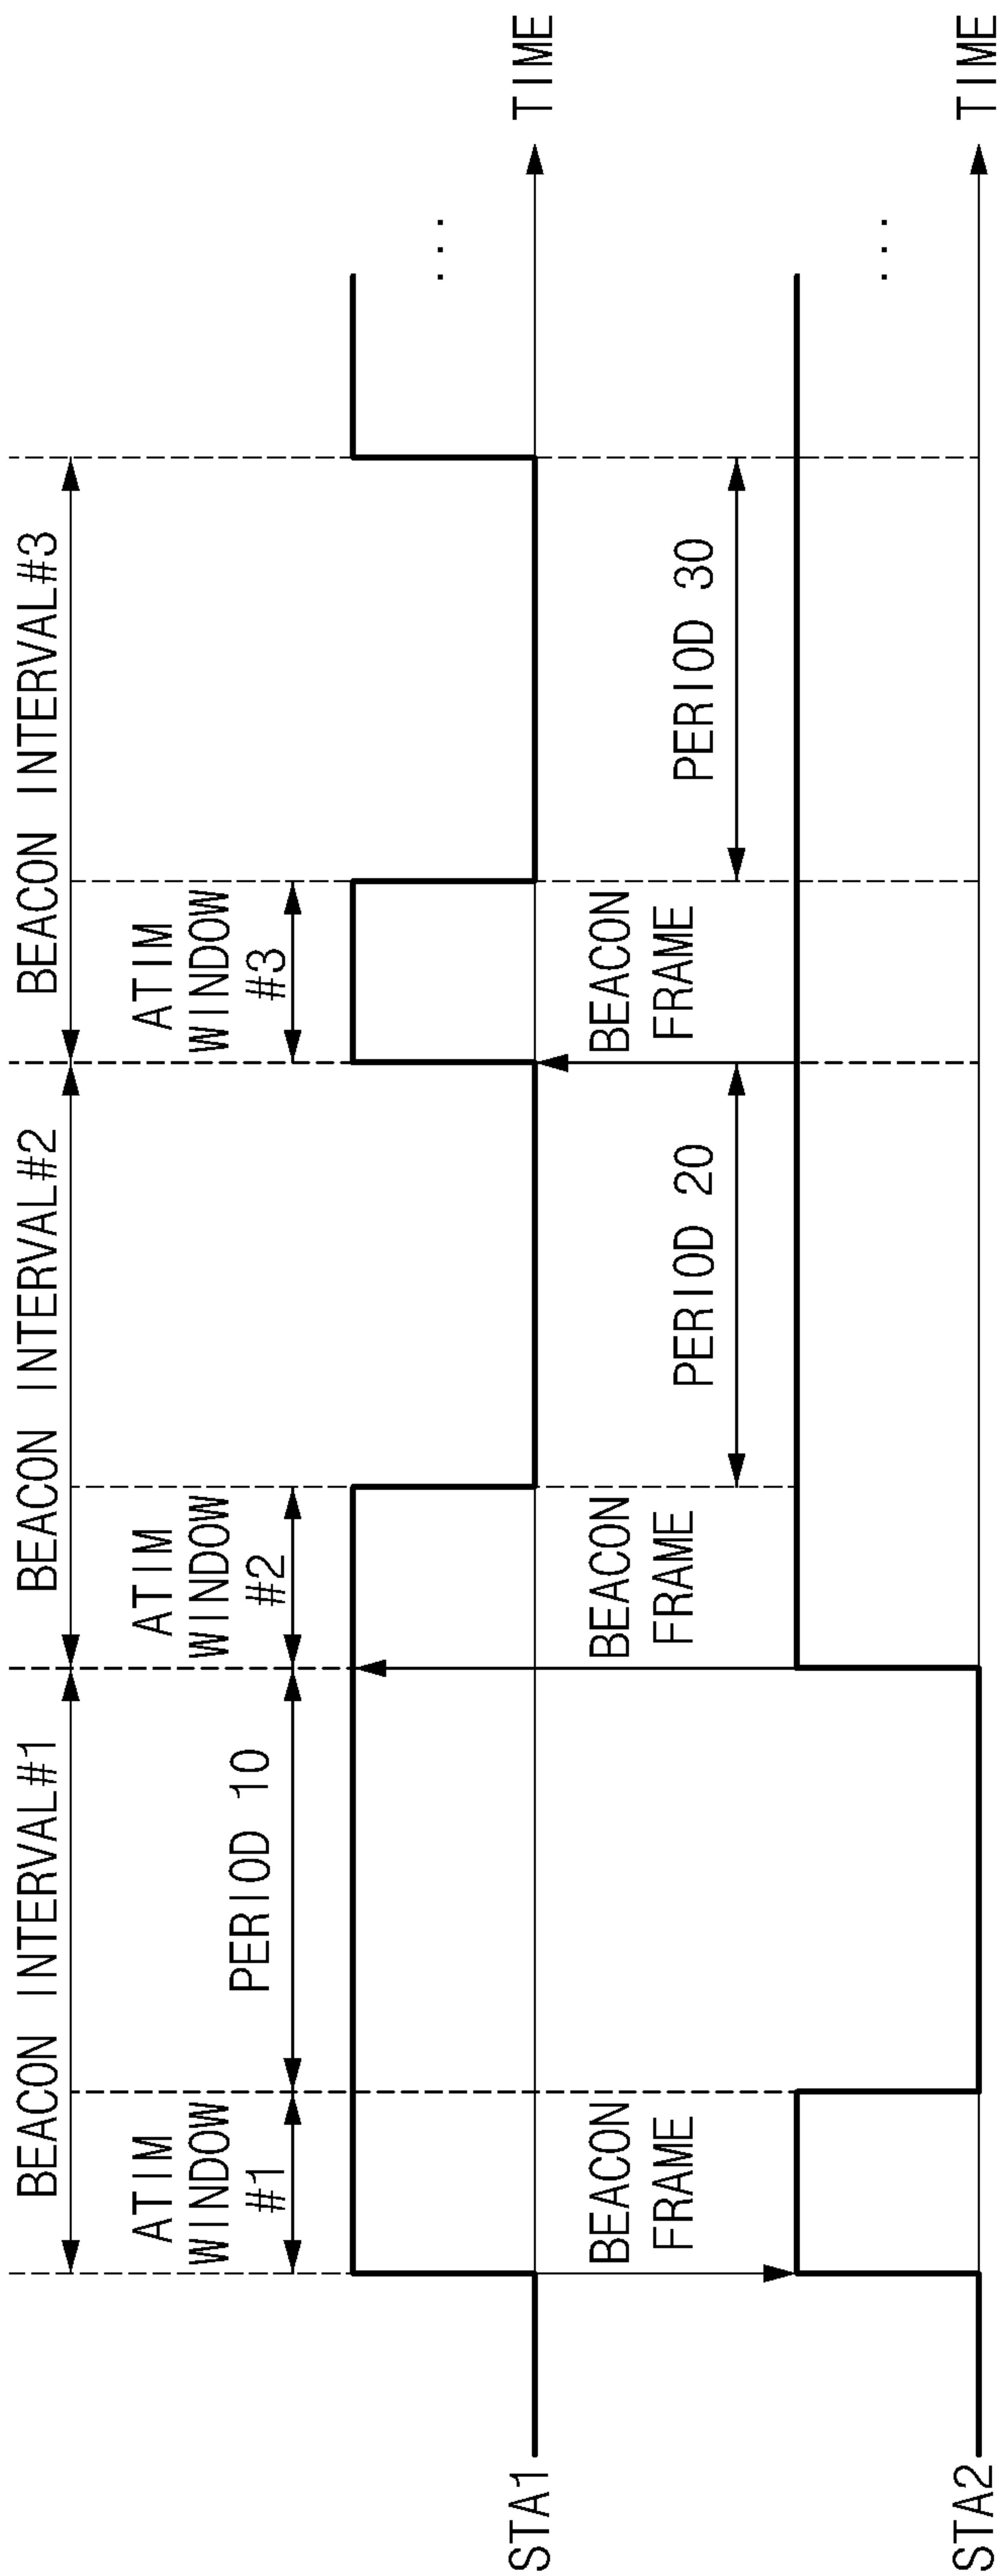 BEACON INTERVAL#1
BEACON INTERVAL#2
BEACON INTERVAL#3
ATIM
WINDOW
#1
PERIOD 10
ATIM
WINDOW
#2
ATIM
WINDOW
#3
...
STA1
TIME
BEACON
FRAME
BEACON
FRAME
PERIOD 20
BEACON
FRAME
PERIOD 30
...
STA2
TIME